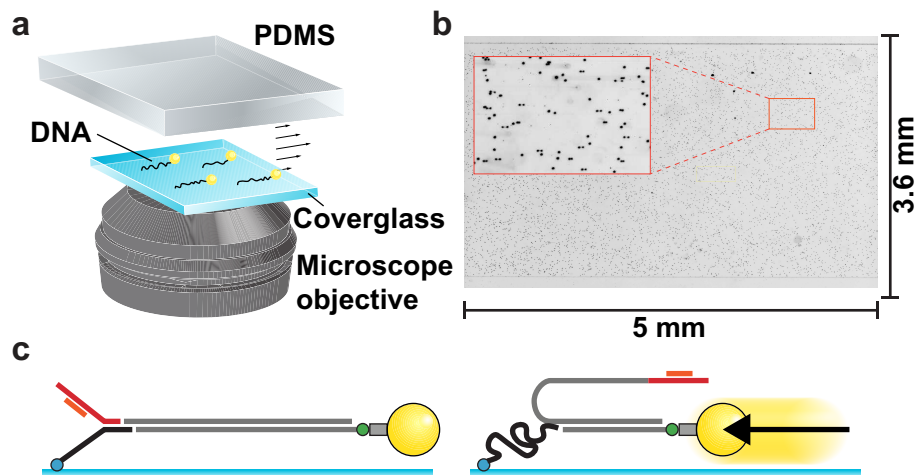 a
PDMS
DNA
Coverglass
Microscope
objective
b
3.6 mm
5 mm
c